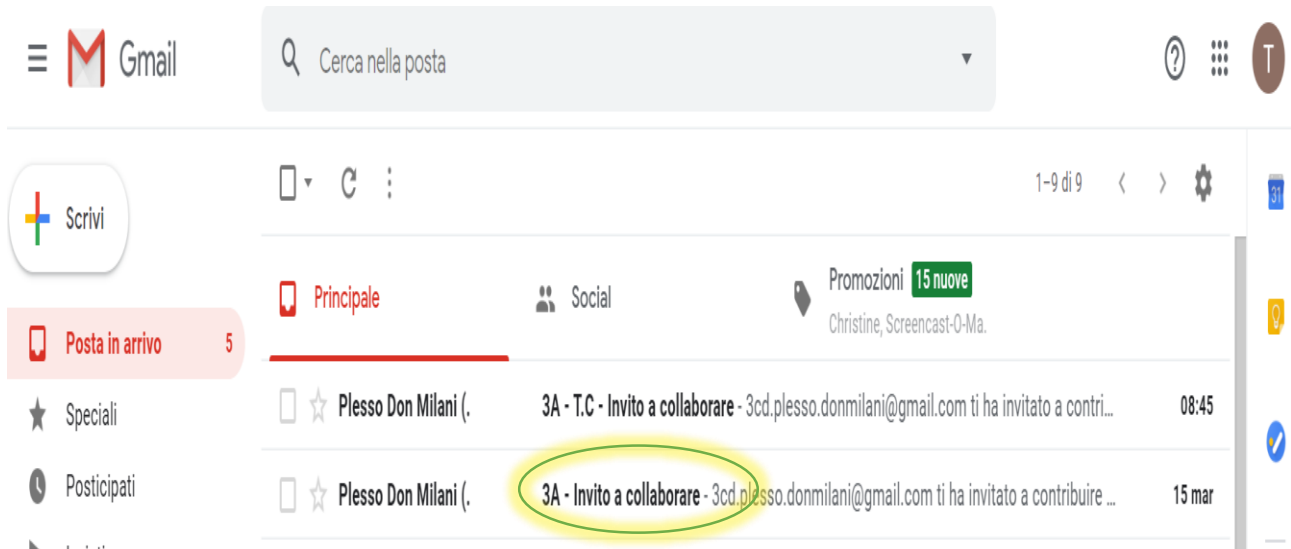 Gmail
Cerca nella posta
T
Scrivi
1–9 di 9
31
Principale
Social
Promozioni 15 nuove
Christine, Screencast-O-Ma.
Posta in arrivo 5
Plesso Don Milani (. 3A - T.C - Invito a collaborare - 3cd.plesso.donmilani@gmail.com ti ha invitato a contri... 08:45
Speciali
Plesso Don Milani (. 3A - Invito a collaborare - 3cd.plesso.donmilani@gmail.com ti ha invitato a contribuire ... 15 mar
Posticipati